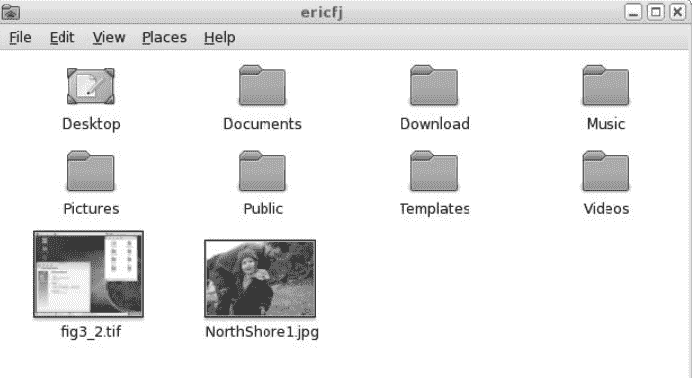 ericfj
File Edit View Places Help
Desktop Documents Download Music
Pictures Public Templates Videos
fig3_2.tif NorthShore1.jpg